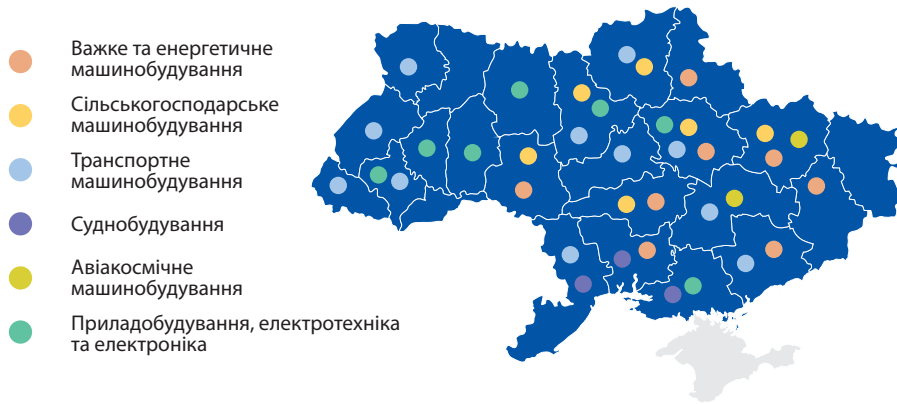 Важке та енергетичне
машинобудування
Сільськогосподарське
машинобудування
Транспортне
машинобудування
Суднобудування
Авіакосмічне
машинобудування
Приладобудування, електротехніка
та електроніка